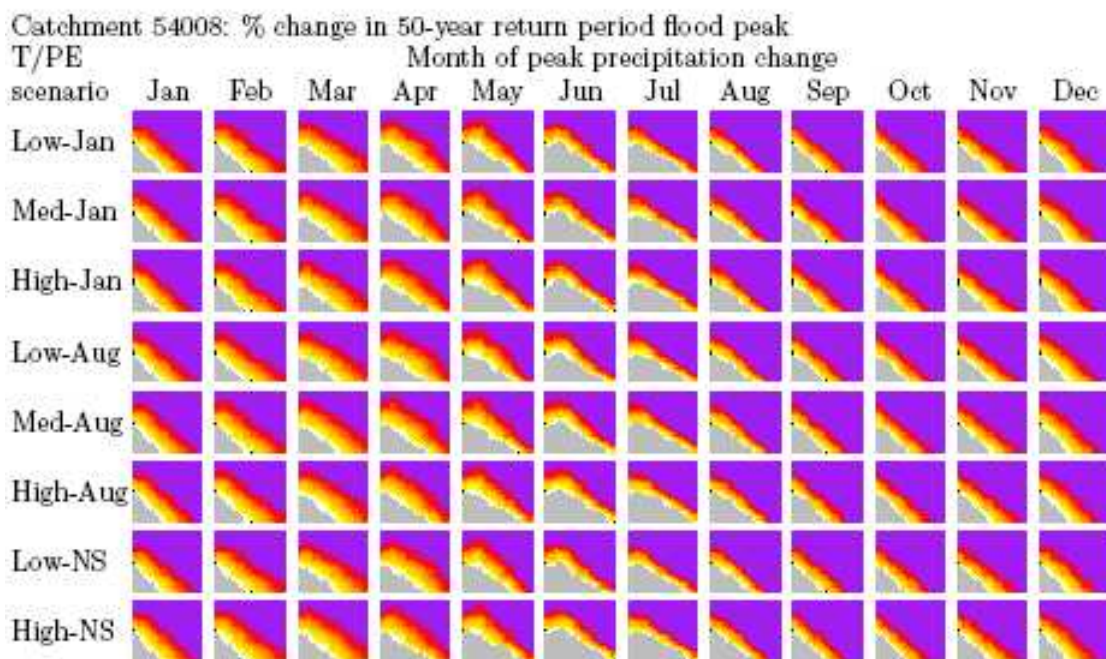 Catchment 54008: % change in 50-year return period flood peak
T/PE Month of peak precipitation change
scenario Jan Feb Mar Apr May Jun Jul Aug Sep Oct Nov Dec
Low-Jan
Med-Jan
High-Jan
Low-Aug
Med-Aug
High-Aug
Low-NS
High-NS